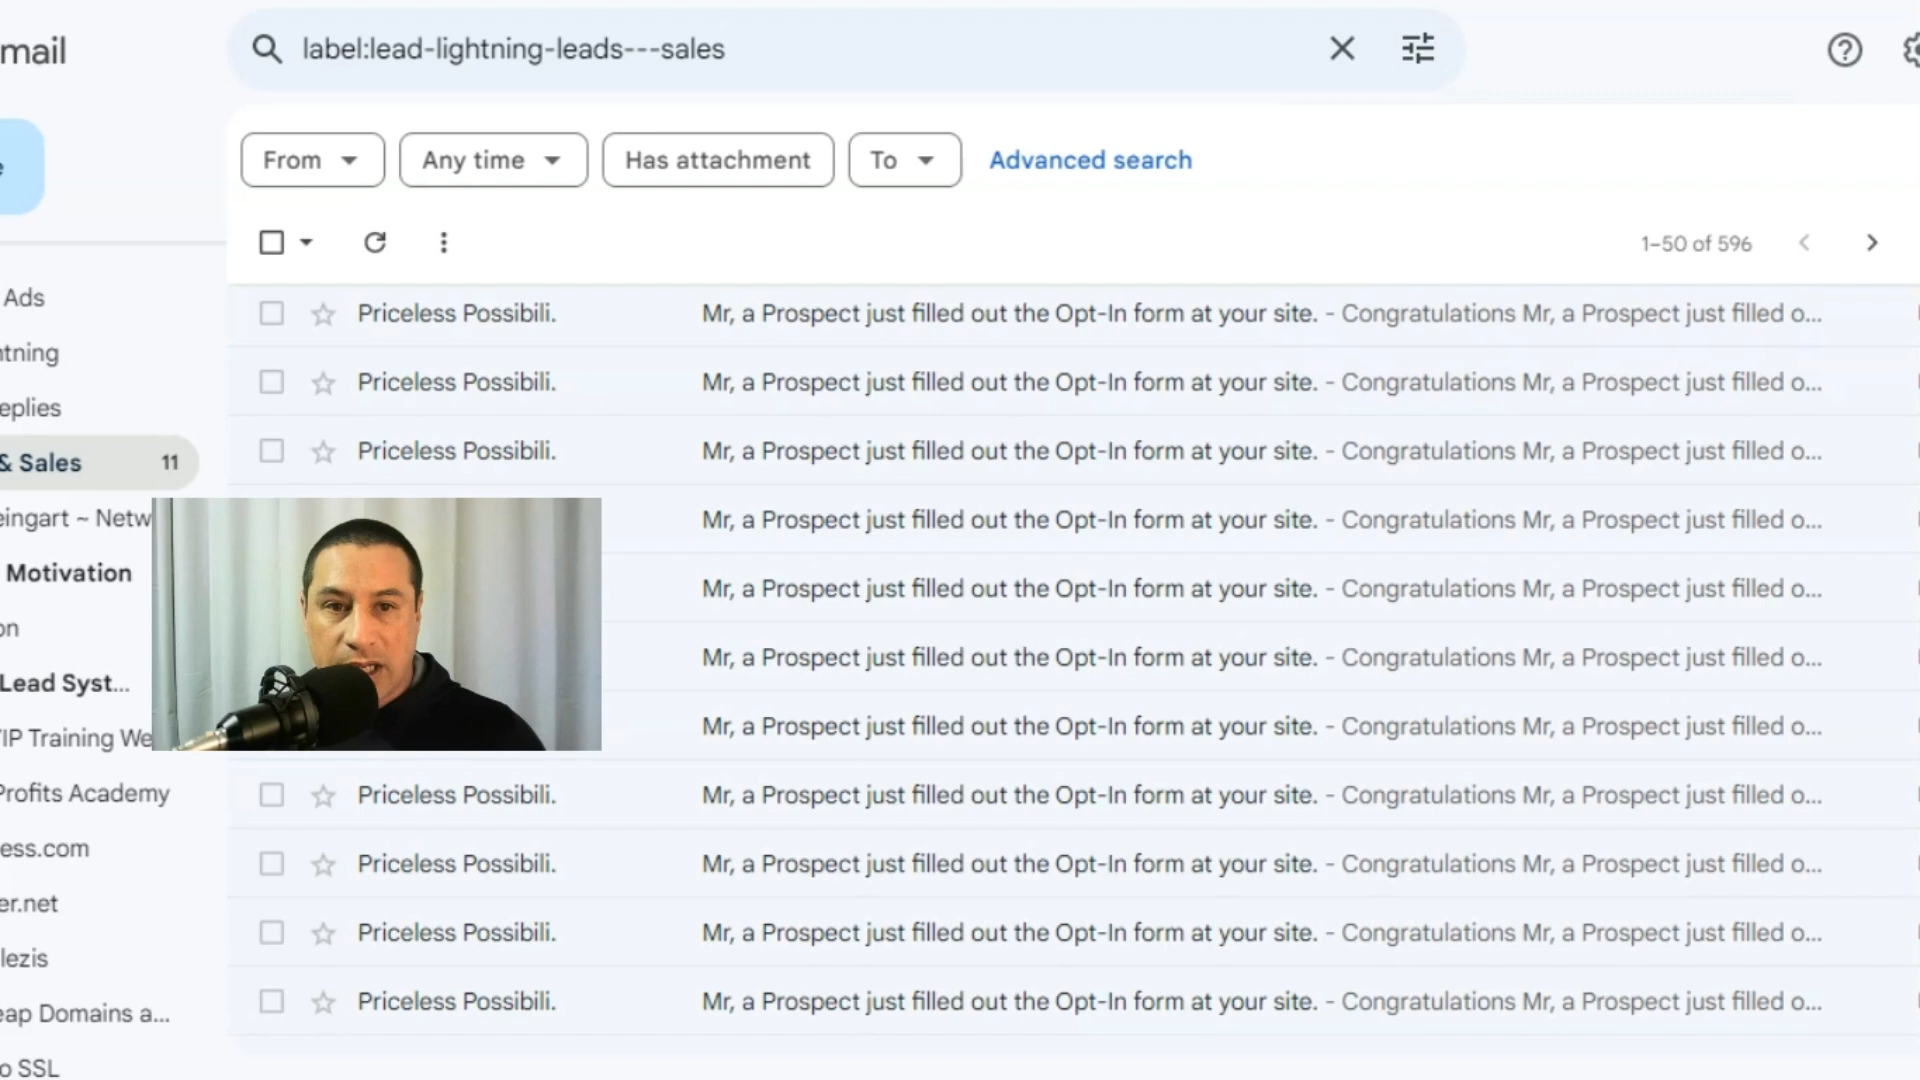 mail
label:lead-lightning-leads---sales
From
Any time
Has attachment
To
Advanced search
1–50 of 596
Ads
htning
eplies
& Sales 11
eingart ~ Netw
Motivation
on
Lead Syst...
IP Training We
Profits Academy
ess.com
er.net
lezis
eap Domains a...
o SSL
Priceless Possibili. Mr, a Prospect just filled out the Opt-In form at your site. - Congratulations Mr, a Prospect just filled o...
Priceless Possibili. Mr, a Prospect just filled out the Opt-In form at your site. - Congratulations Mr, a Prospect just filled o...
Priceless Possibili. Mr, a Prospect just filled out the Opt-In form at your site. - Congratulations Mr, a Prospect just filled o...
Mr, a Prospect just filled out the Opt-In form at your site. - Congratulations Mr, a Prospect just filled o...
Mr, a Prospect just filled out the Opt-In form at your site. - Congratulations Mr, a Prospect just filled o...
Mr, a Prospect just filled out the Opt-In form at your site. - Congratulations Mr, a Prospect just filled o...
Mr, a Prospect just filled out the Opt-In form at your site. - Congratulations Mr, a Prospect just filled o...
Priceless Possibili. Mr, a Prospect just filled out the Opt-In form at your site. - Congratulations Mr, a Prospect just filled o...
Priceless Possibili. Mr, a Prospect just filled out the Opt-In form at your site. - Congratulations Mr, a Prospect just filled o...
Priceless Possibili. Mr, a Prospect just filled out the Opt-In form at your site. - Congratulations Mr, a Prospect just filled o...
Priceless Possibili. Mr, a Prospect just filled out the Opt-In form at your site. - Congratulations Mr, a Prospect just filled o...